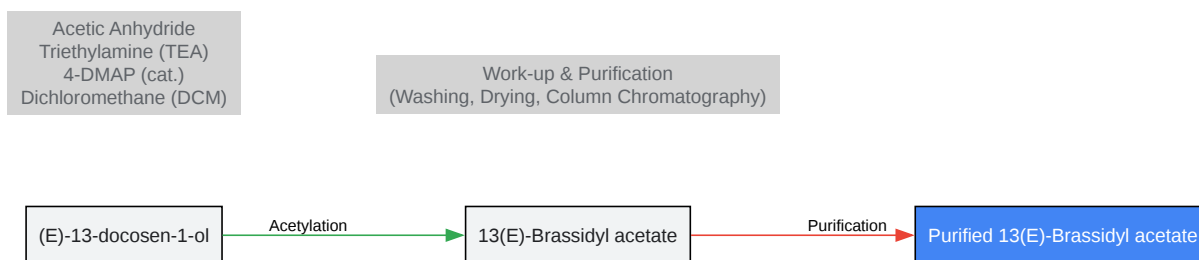 Acetic Anhydride
Triethylamine (TEA)
4-DMAP (cat.)
Dichloromethane (DCM)
Work-up & Purification
(Washing, Drying, Column Chromatography)
(E)-13-docosen-1-ol
Acetylation
13(E)-Brassidyl acetate
Purification
Purified 13(E)-Brassidyl acetate